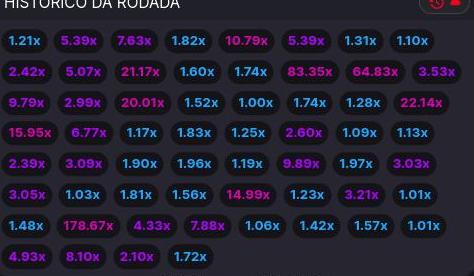 HISTÓRICO DA RODADA
1.21x 5.39x 7.63x 1.82x 10.79x 5.39x 1.31x 1.10x
2.42x 5.07x 21.17x 1.60x 1.74x 83.35x 64.83x 3.53x
9.79x 2.99x 20.01x 1.52x 1.00x 1.74x 1.28x 22.14x
15.95x 6.77x 1.17x 1.83x 1.25x 2.60x 1.09x 1.13x
2.39x 3.09x 1.90x 1.96x 1.19x 9.89x 1.97x 3.03x
3.05x 1.03x 1.81x 1.56x 14.99x 1.23x 3.21x 1.01x
1.48x 178.67x 4.33x 7.88x 1.06x 1.42x 1.57x 1.01x
4.93x 8.10x 2.10x 1.72x